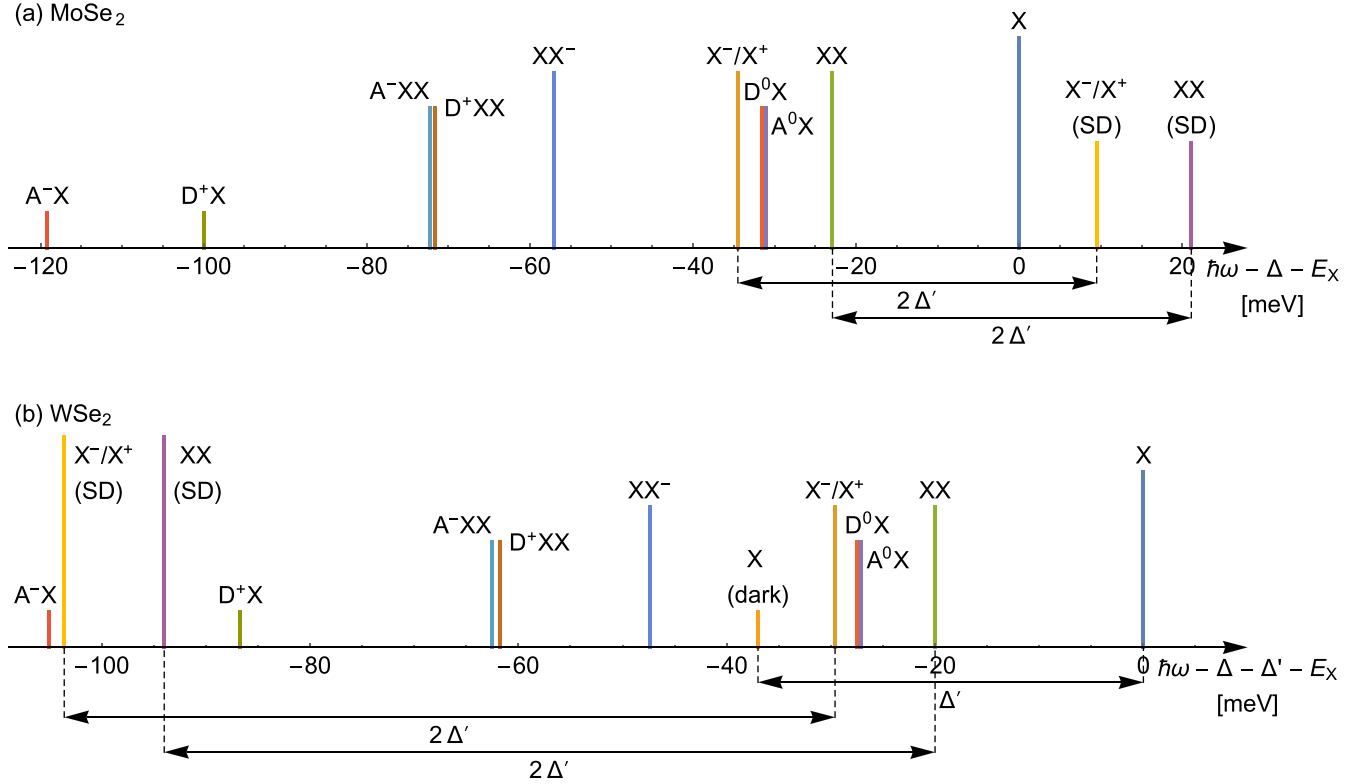 (a) MoSe₂
X
XX⁻
X⁻/X⁺
XX
A⁻XX
D⁺XX
D⁰X
A⁰X
X⁻/X⁺
(SD)
XX
(SD)
A⁻X
D⁺X
−120
−100
−80
−60
−40
−20
0
20
ħω − Δ − E_X
[meV]
2 Δ′
2 Δ′
(b) WSe₂
X⁻/X⁺
(SD)
XX
(SD)
X
XX⁻
X⁻/X⁺
XX
A⁻XX
D⁺XX
D⁰X
A⁰X
X
(dark)
A⁻X
D⁺X
−100
−80
−60
−40
−20
0
ħω − Δ − Δ' − E_X
[meV]
Δ′
2 Δ′
2 Δ′